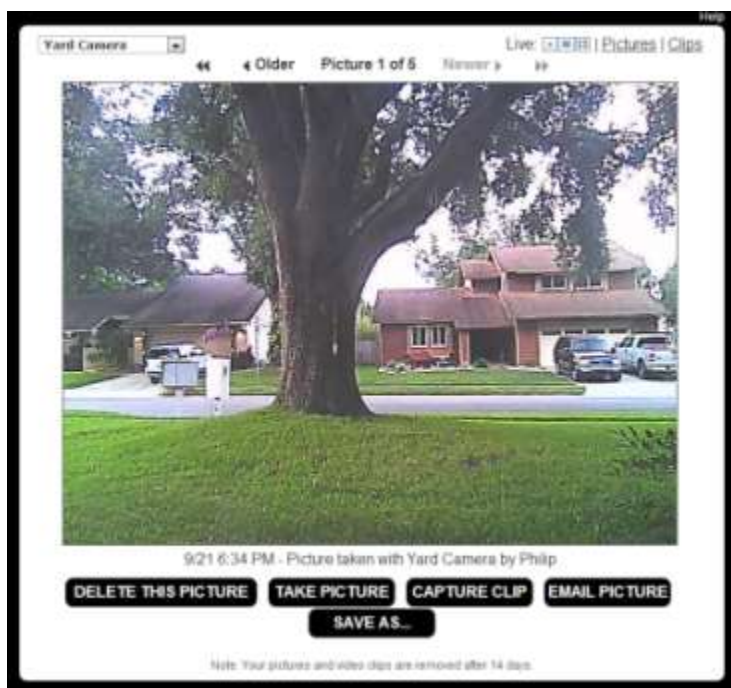 Help
Yard Camera
Live: | Pictures | Clips
Older Picture 1 of 5 Newer
9/21 6:34 PM - Picture taken with Yard Camera by Philip
DELETE THIS PICTURE TAKE PICTURE CAPTURE CLIP EMAIL PICTURE
SAVE AS...
Note: Your pictures and video clips are removed after 14 days.